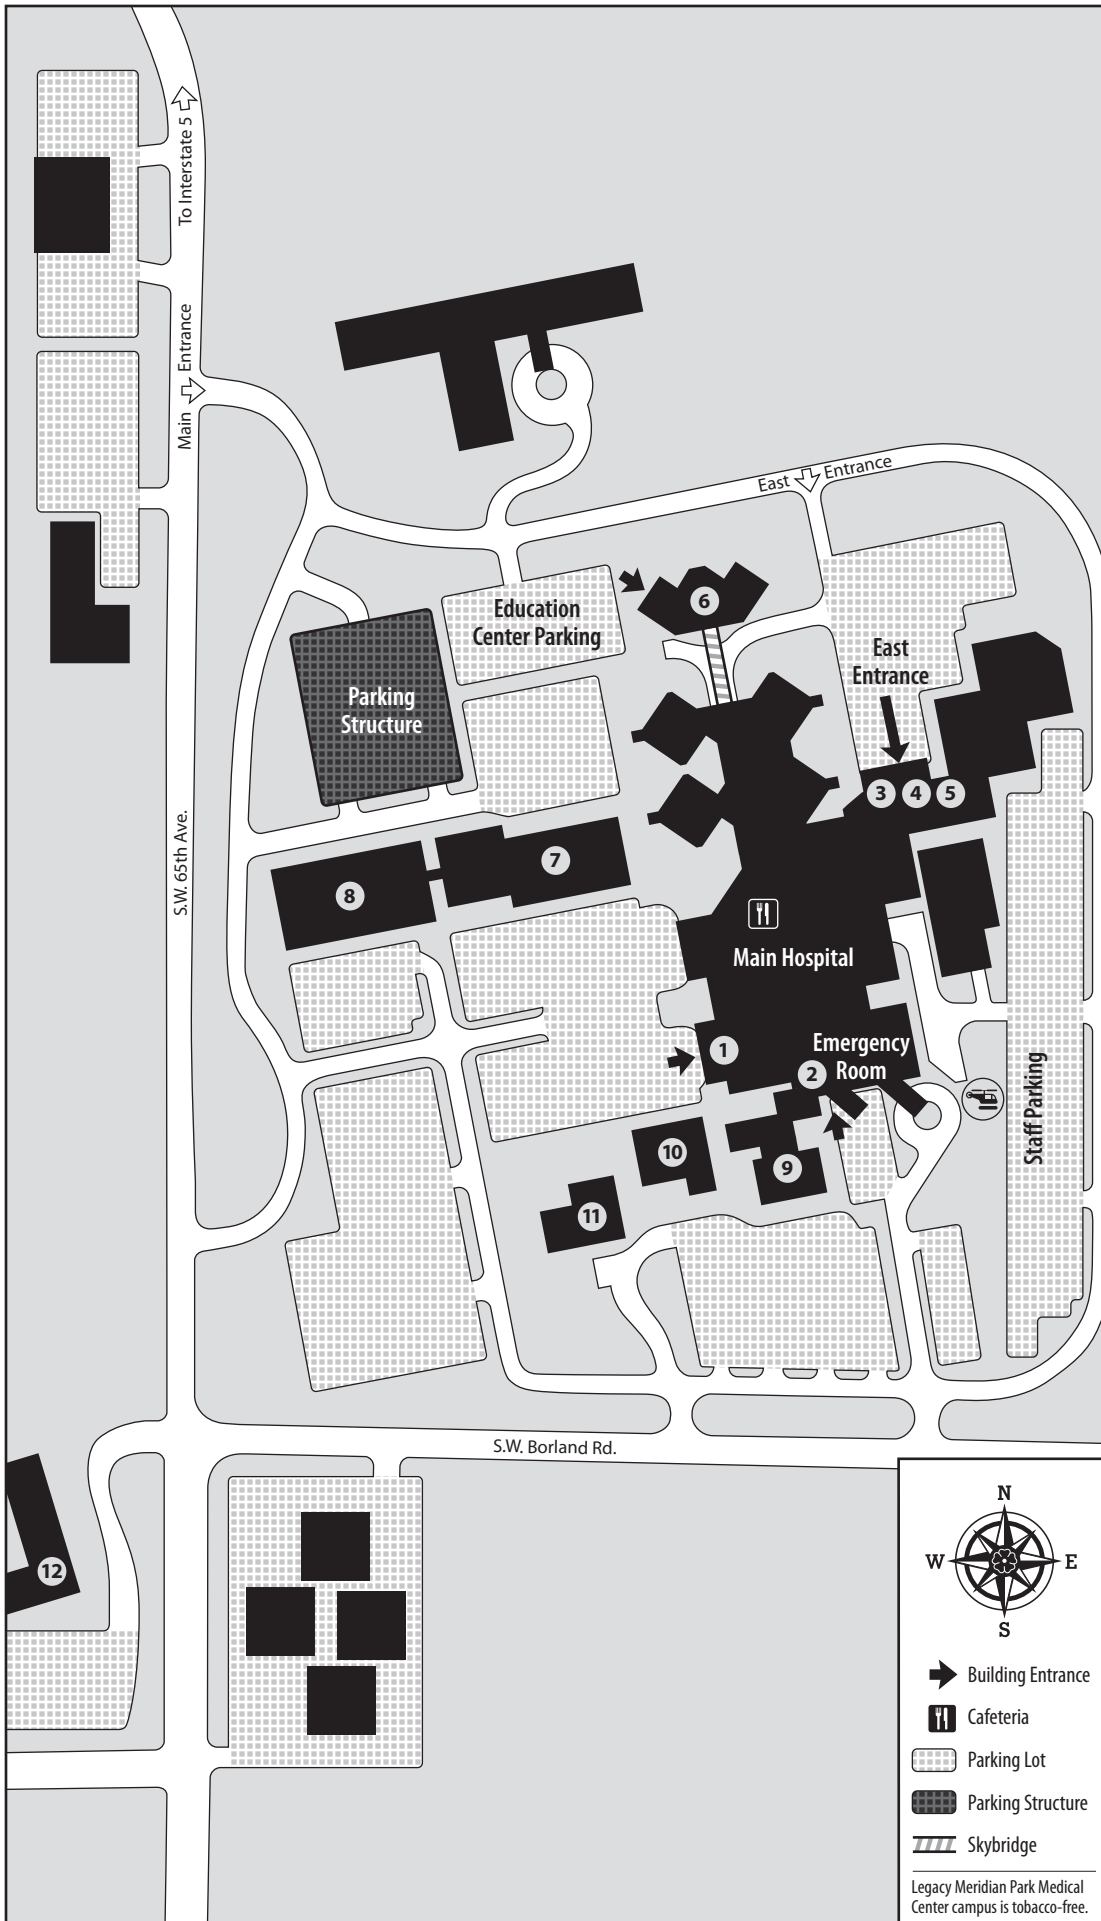 To Interstate 5
Main Entrance
East Entrance
6
Education
Center Parking
East
Entrance
Parking
Structure
3 4 5
7
8
S.W. 65th Ave.
Main Hospital
1
Emergency
Room
2
Staff Parking
10
9
11
S.W. Borland Rd.
12
N
W E
S
Building Entrance
Cafeteria
Parking Lot
Parking Structure
Skybridge
Legacy Meridian Park Medical
Center campus is tobacco-free.